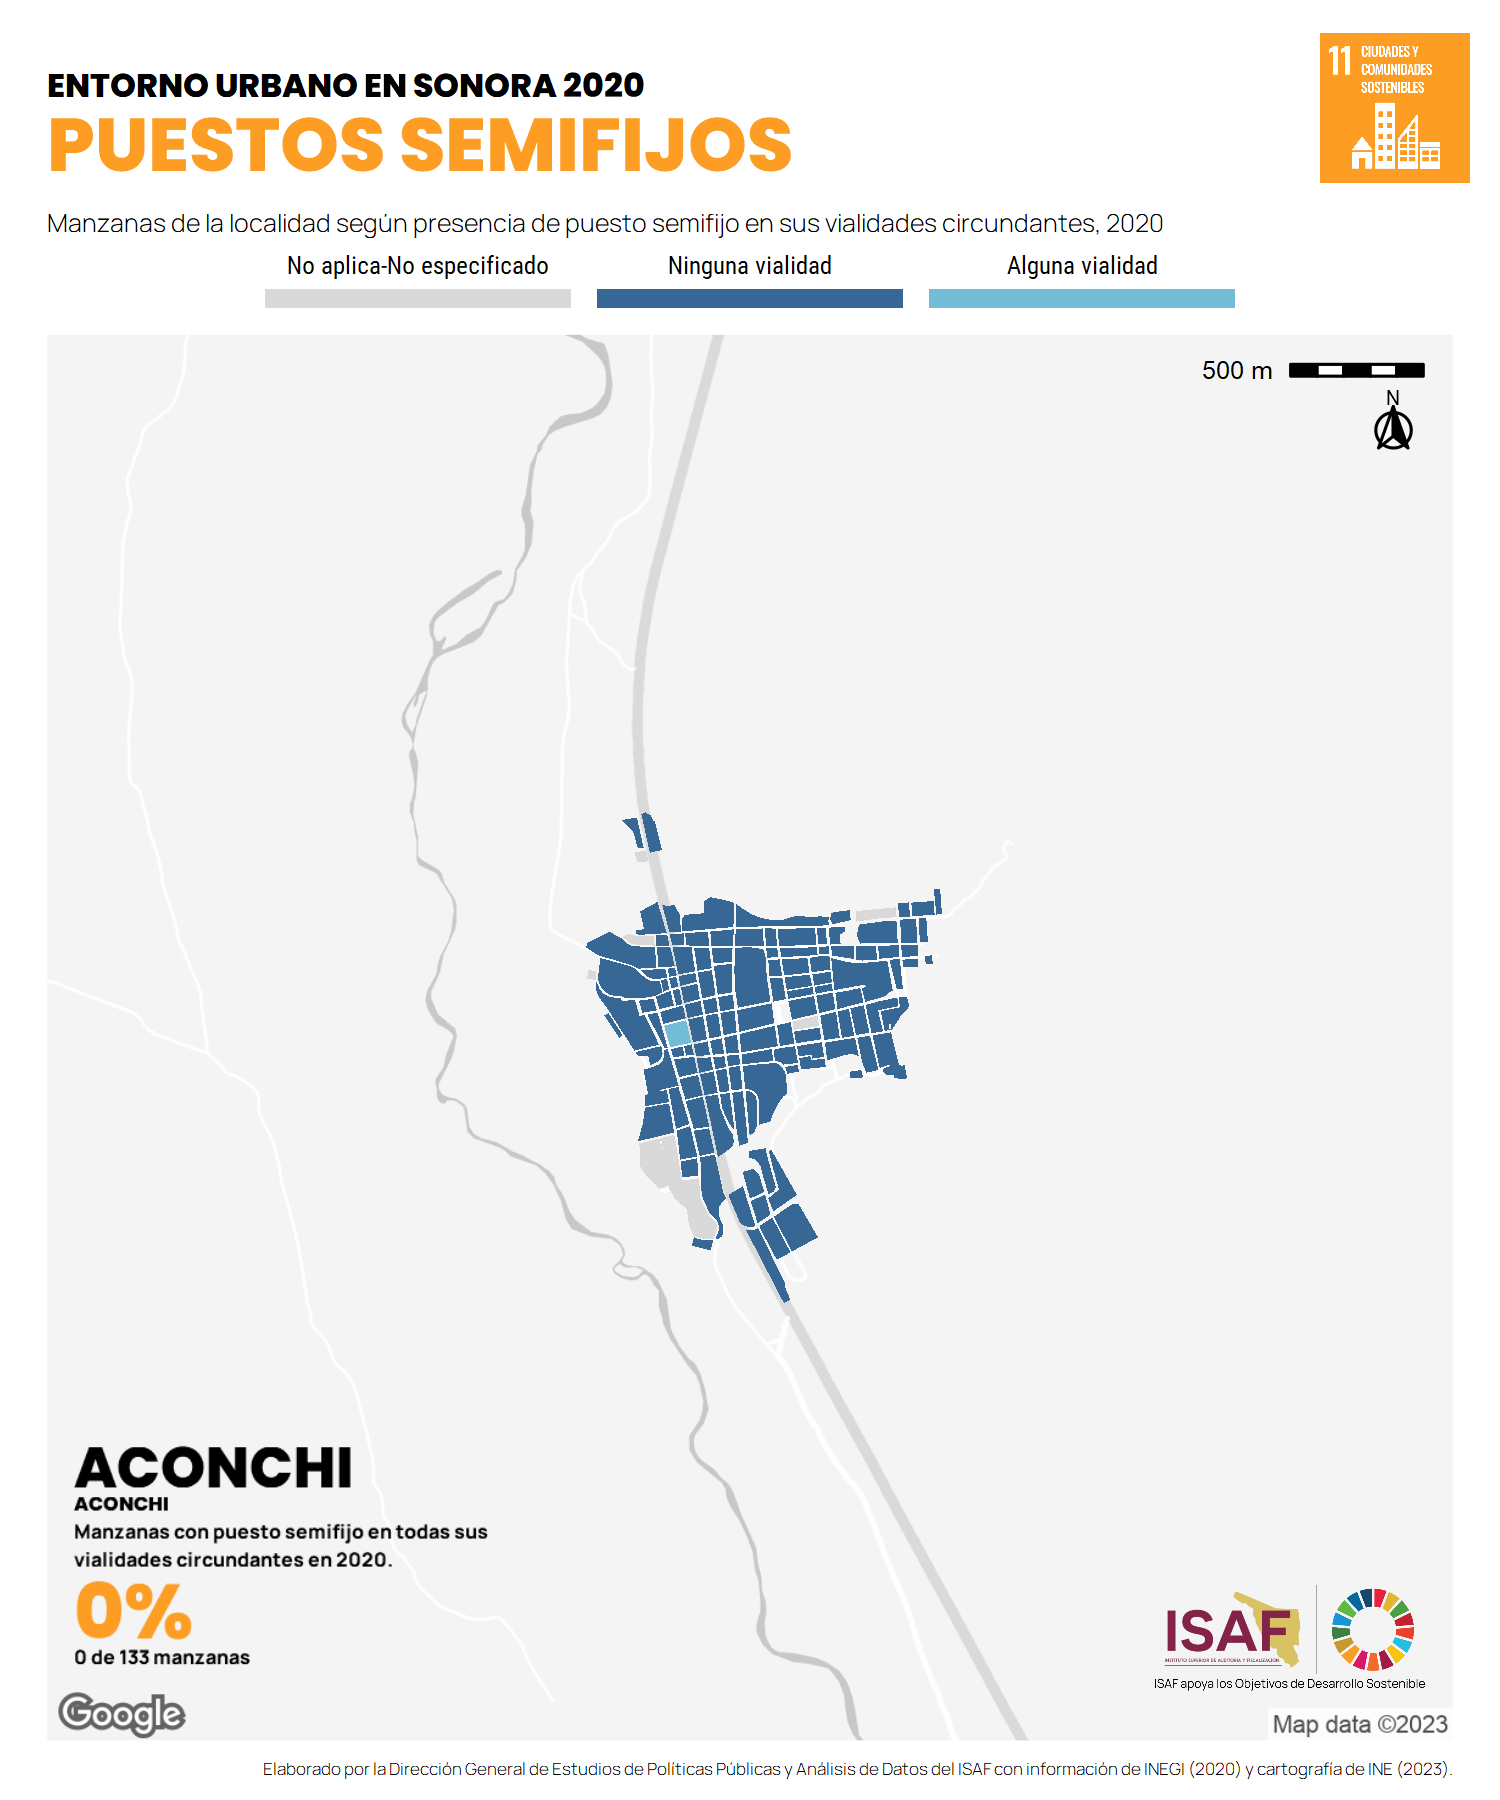 ENTORNO URBANO EN SONORA 2020
PUESTOS SEMIFIJOS
11 CIUDADES Y
COMUNIDADES
SOSTENIBLES
Manzanas de la localidad según presencia de puesto semifijo en sus vialidades circundantes, 2020
No aplica-No especificado
Ninguna vialidad
Alguna vialidad
500 m
N
ACONCHI
ACONCHI
Manzanas con puesto semifijo en todas sus
vialidades circundantes en 2020.
0%
0 de 133 manzanas
Google
ISAF
INSTITUTO SUPERIOR DE AUDITORÍA Y FISCALIZACIÓN
ISAF apoya los Objetivos de Desarrollo Sostenible
Map data ©2023
Elaborado por la Dirección General de Estudios de Políticas Públicas y Análisis de Datos del ISAF con información de INEGI (2020) y cartografía de INE (2023).